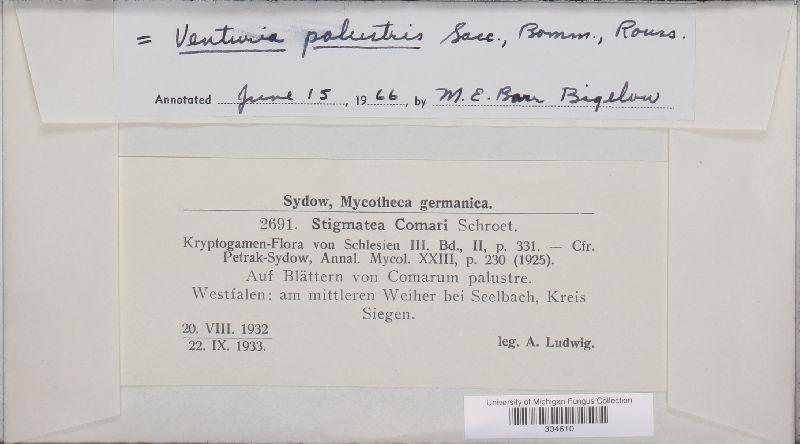 = Venturia palustris Sacc., Bomm., Rouss.
Annotated June 15, 1966, by M. E. Barr Bigelow
Sydow, Mycotheca germanica.
2691. Stigmatea Comari Schroet.
Kryptogamen-Flora von Schlesien III. Bd., II, p. 331. — Cfr.
Petrak-Sydow, Annal. Mycol. XXIII, p. 230 (1925).
Auf Blättern von Comarum palustre.
Westfalen: am mittleren Weiher bei Seelbach, Kreis
Siegen.
20. VIII. 1932
22. IX. 1933.
leg. A. Ludwig.
University of Michigan Fungus Collection
304610